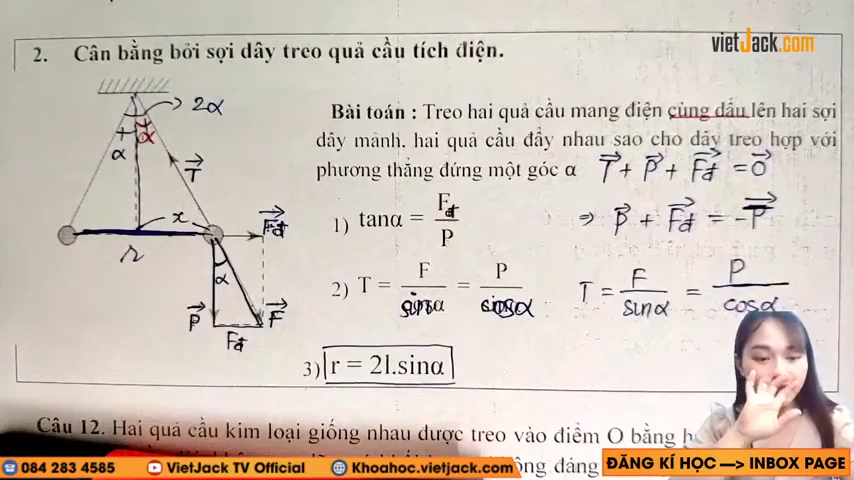 vietJack.com
2. Cân bằng bởi sợi dây treo quả cầu tích điện.
2α
α
α
T
x
Fđ
r
α
P
F
Fđ
Bài toán : Treo hai quả cầu mang điện cùng dấu lên hai sợi
dây mảnh. hai quả cầu đẩy nhau sao cho dây treo hợp với
phương thẳng đứng một góc α
T + P + Fđ = 0
1) tanα = Fđ / P
⇒ P + Fđ = -
2) T = F / sinα = P / cosα
T = F / sinα = P / cosα
3) r = 2l.sinα
Câu 12. Hai quả cầu kim loại giống nhau được treo vào điểm O bằng
084 283 4585
VietJack TV Official
Khoahoc.vietjack.com
ông đáng
ĐĂNG KÍ HỌC —> INBOX PAGE